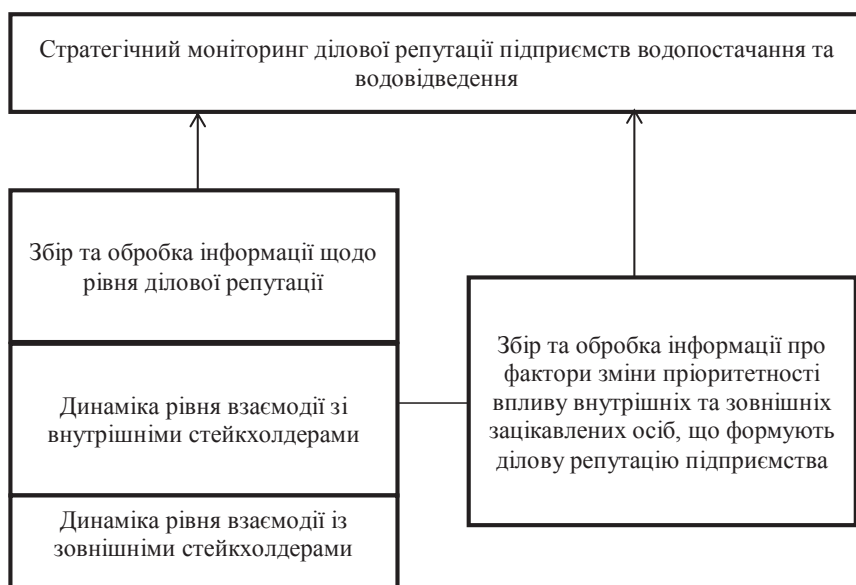 Стратегічний моніторинг ділової репутації підприємств водопостачання та
водовідведення
Збір та обробка інформації щодо
рівня ділової репутації
Динаміка рівня взаємодії зі
внутрішніми стейкхолдерами
Динаміка рівня взаємодії із
зовнішніми стейкхолдерами
Збір та обробка інформації про
фактори зміни пріоритетності
впливу внутрішніх та зовнішніх
зацікавлених осіб, що формують
ділову репутацію підприємства